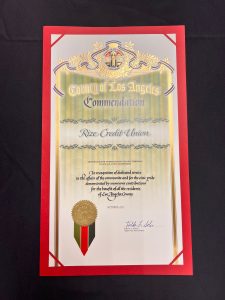 County of Los Angeles
Commendation
Rize Credit Union
In recognition of dedicated service
to the affairs of the community and for the civic pride
demonstrated by numerous contributions
for the benefit of all the residents
of Los Angeles County